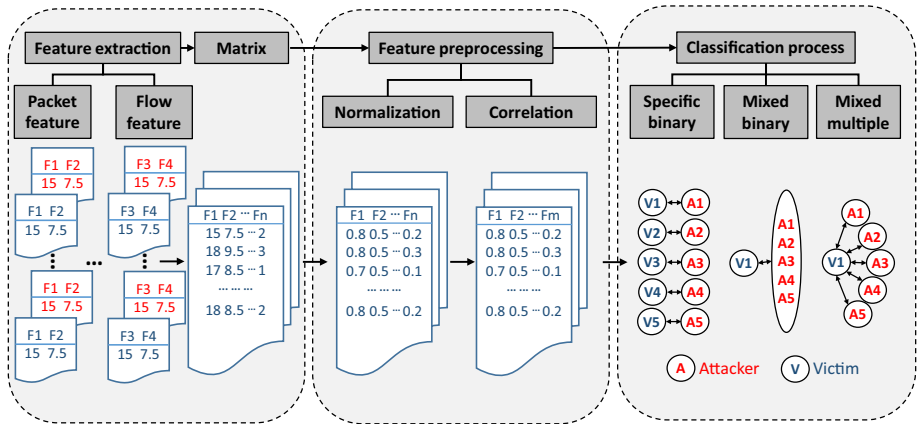 Feature extraction
Matrix
Feature preprocessing
Classification process
Packet feature
Flow feature
Normalization
Correlation
Specific binary
Mixed binary
Mixed multiple
F1 F2
15 7.5
F1 F2
15 7.5
F3 F4
15 7.5
F3 F4
15 7.5
...
F1 F2
15 7.5
F1 F2
15 7.5
F3 F4
15 7.5
F3 F4
15 7.5
F1 F2 ··· Fn
15 7.5 ··· 2
18 9.5 ··· 3
17 8.5 ··· 1
··· ··· ···
18 8.5 ··· 2
F1 F2 ··· Fn
0.8 0.5 ··· 0.2
0.8 0.5 ··· 0.3
0.7 0.5 ··· 0.1
··· ··· ···
0.8 0.5 ··· 0.2
F1 F2 ··· Fm
0.8 0.5 ··· 0.2
0.8 0.5 ··· 0.3
0.7 0.5 ··· 0.1
··· ··· ···
0.8 0.5 ··· 0.2
V1 A1
V2 A2
V3 A3
V4 A4
V5 A5
V1
A1
A2
A3
A4
A5
V1
A1
A2
A3
A4
A5
A Attacker
V Victim